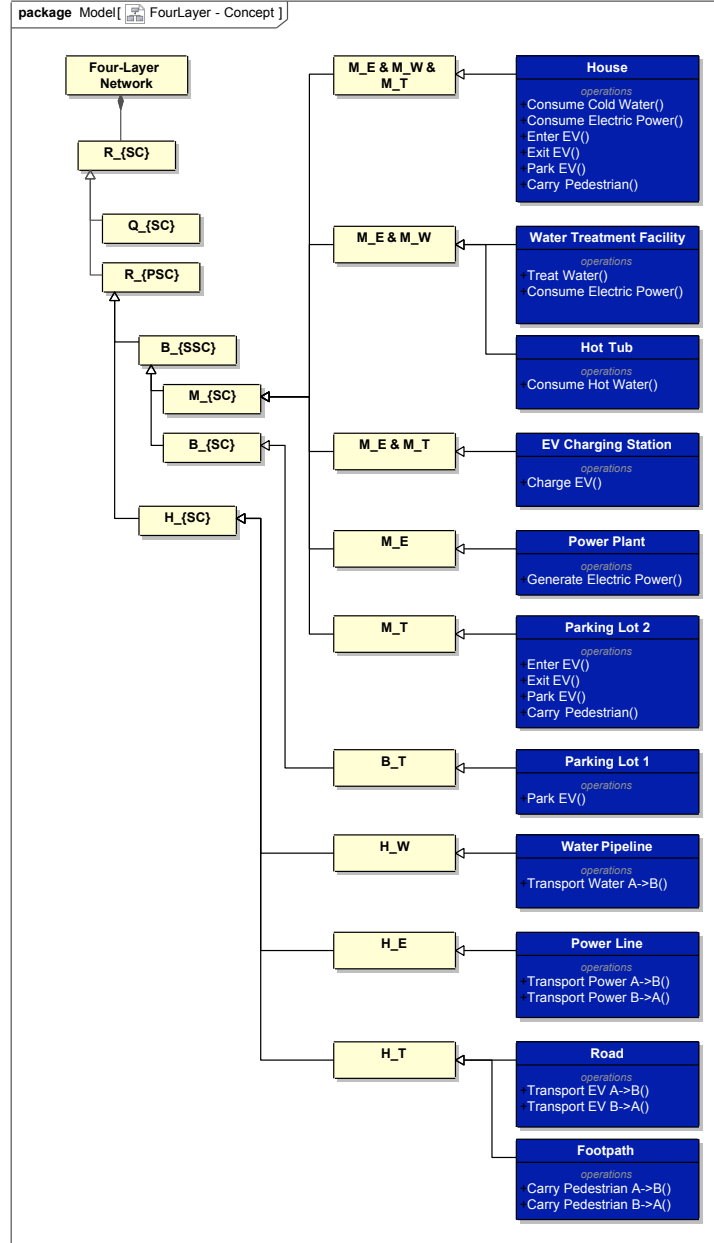 package Model[ FourLayer - Concept ]
Four-Layer
Network
R_{SC}
Q_{SC}
R_{PSC}
B_{SSC}
M_{SC}
B_{SC}
H_{SC}
M_E & M_W &
M_T
M_E & M_W
M_E & M_T
M_E
M_T
B_T
H_W
H_E
H_T
House
operations
+Consume Cold Water()
+Consume Electric Power()
+Enter EV()
+Exit EV()
+Park EV()
+Carry Pedestrian()
Water Treatment Facility
operations
+Treat Water()
+Consume Electric Power()
Hot Tub
operations
+Consume Hot Water()
EV Charging Station
operations
+Charge EV()
Power Plant
operations
+Generate Electric Power()
Parking Lot 2
operations
+Enter EV()
+Exit EV()
+Park EV()
+Carry Pedestrian()
Parking Lot 1
operations
+Park EV()
Water Pipeline
operations
+Transport Water A->B()
Power Line
operations
+Transport Power A->B()
+Transport Power B->A()
Road
operations
+Transport EV A->B()
+Transport EV B->A()
Footpath
operations
+Carry Pedestrian A->B()
+Carry Pedestrian B->A()